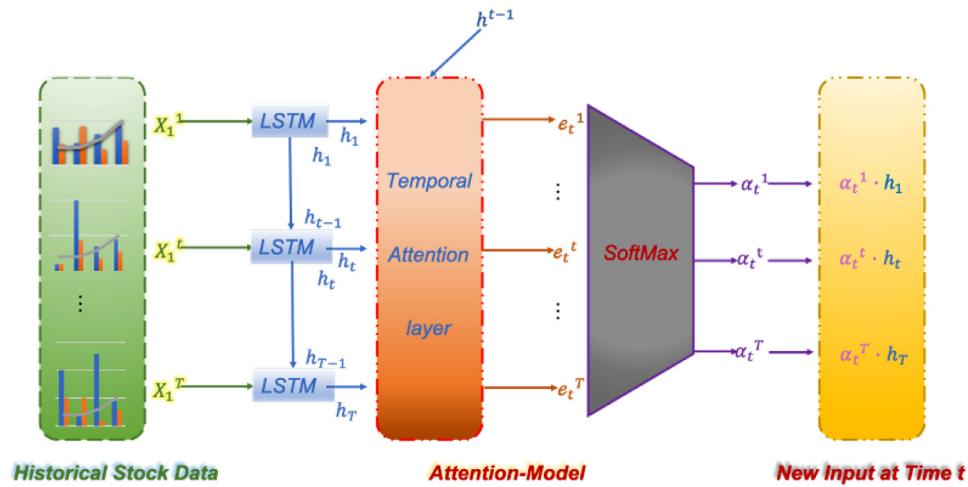 h^{t-1}
X_1^1
LSTM
h_1
h_1
e_t^1
Temporal
⋮
α_t^1
α_t^1 · h_1
h_{t-1}
X_1^t
LSTM
h_t
h_t
Attention
e_t^t
SoftMax
α_t^t
α_t^t · h_t
⋮
layer
⋮
h_{T-1}
X_1^T
LSTM
h_T
e_t^T
α_t^T
α_t^T · h_T
Historical Stock Data
Attention-Model
New Input at Time t